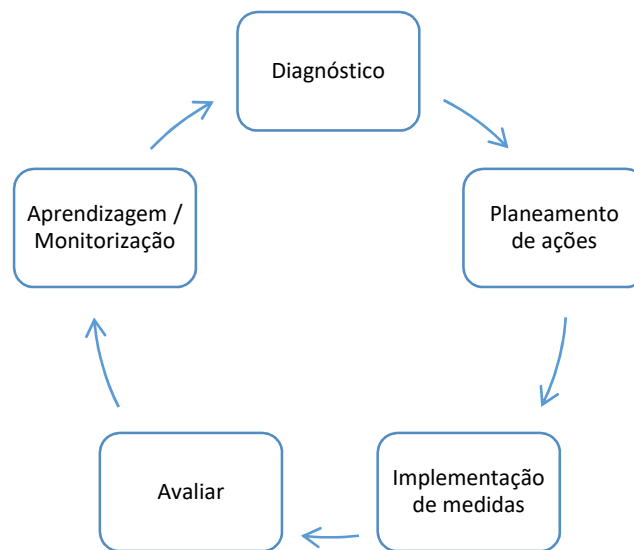 Diagnóstico
Planeamento
de ações
Implementação
de medidas
Avaliar
Aprendizagem /
Monitorização